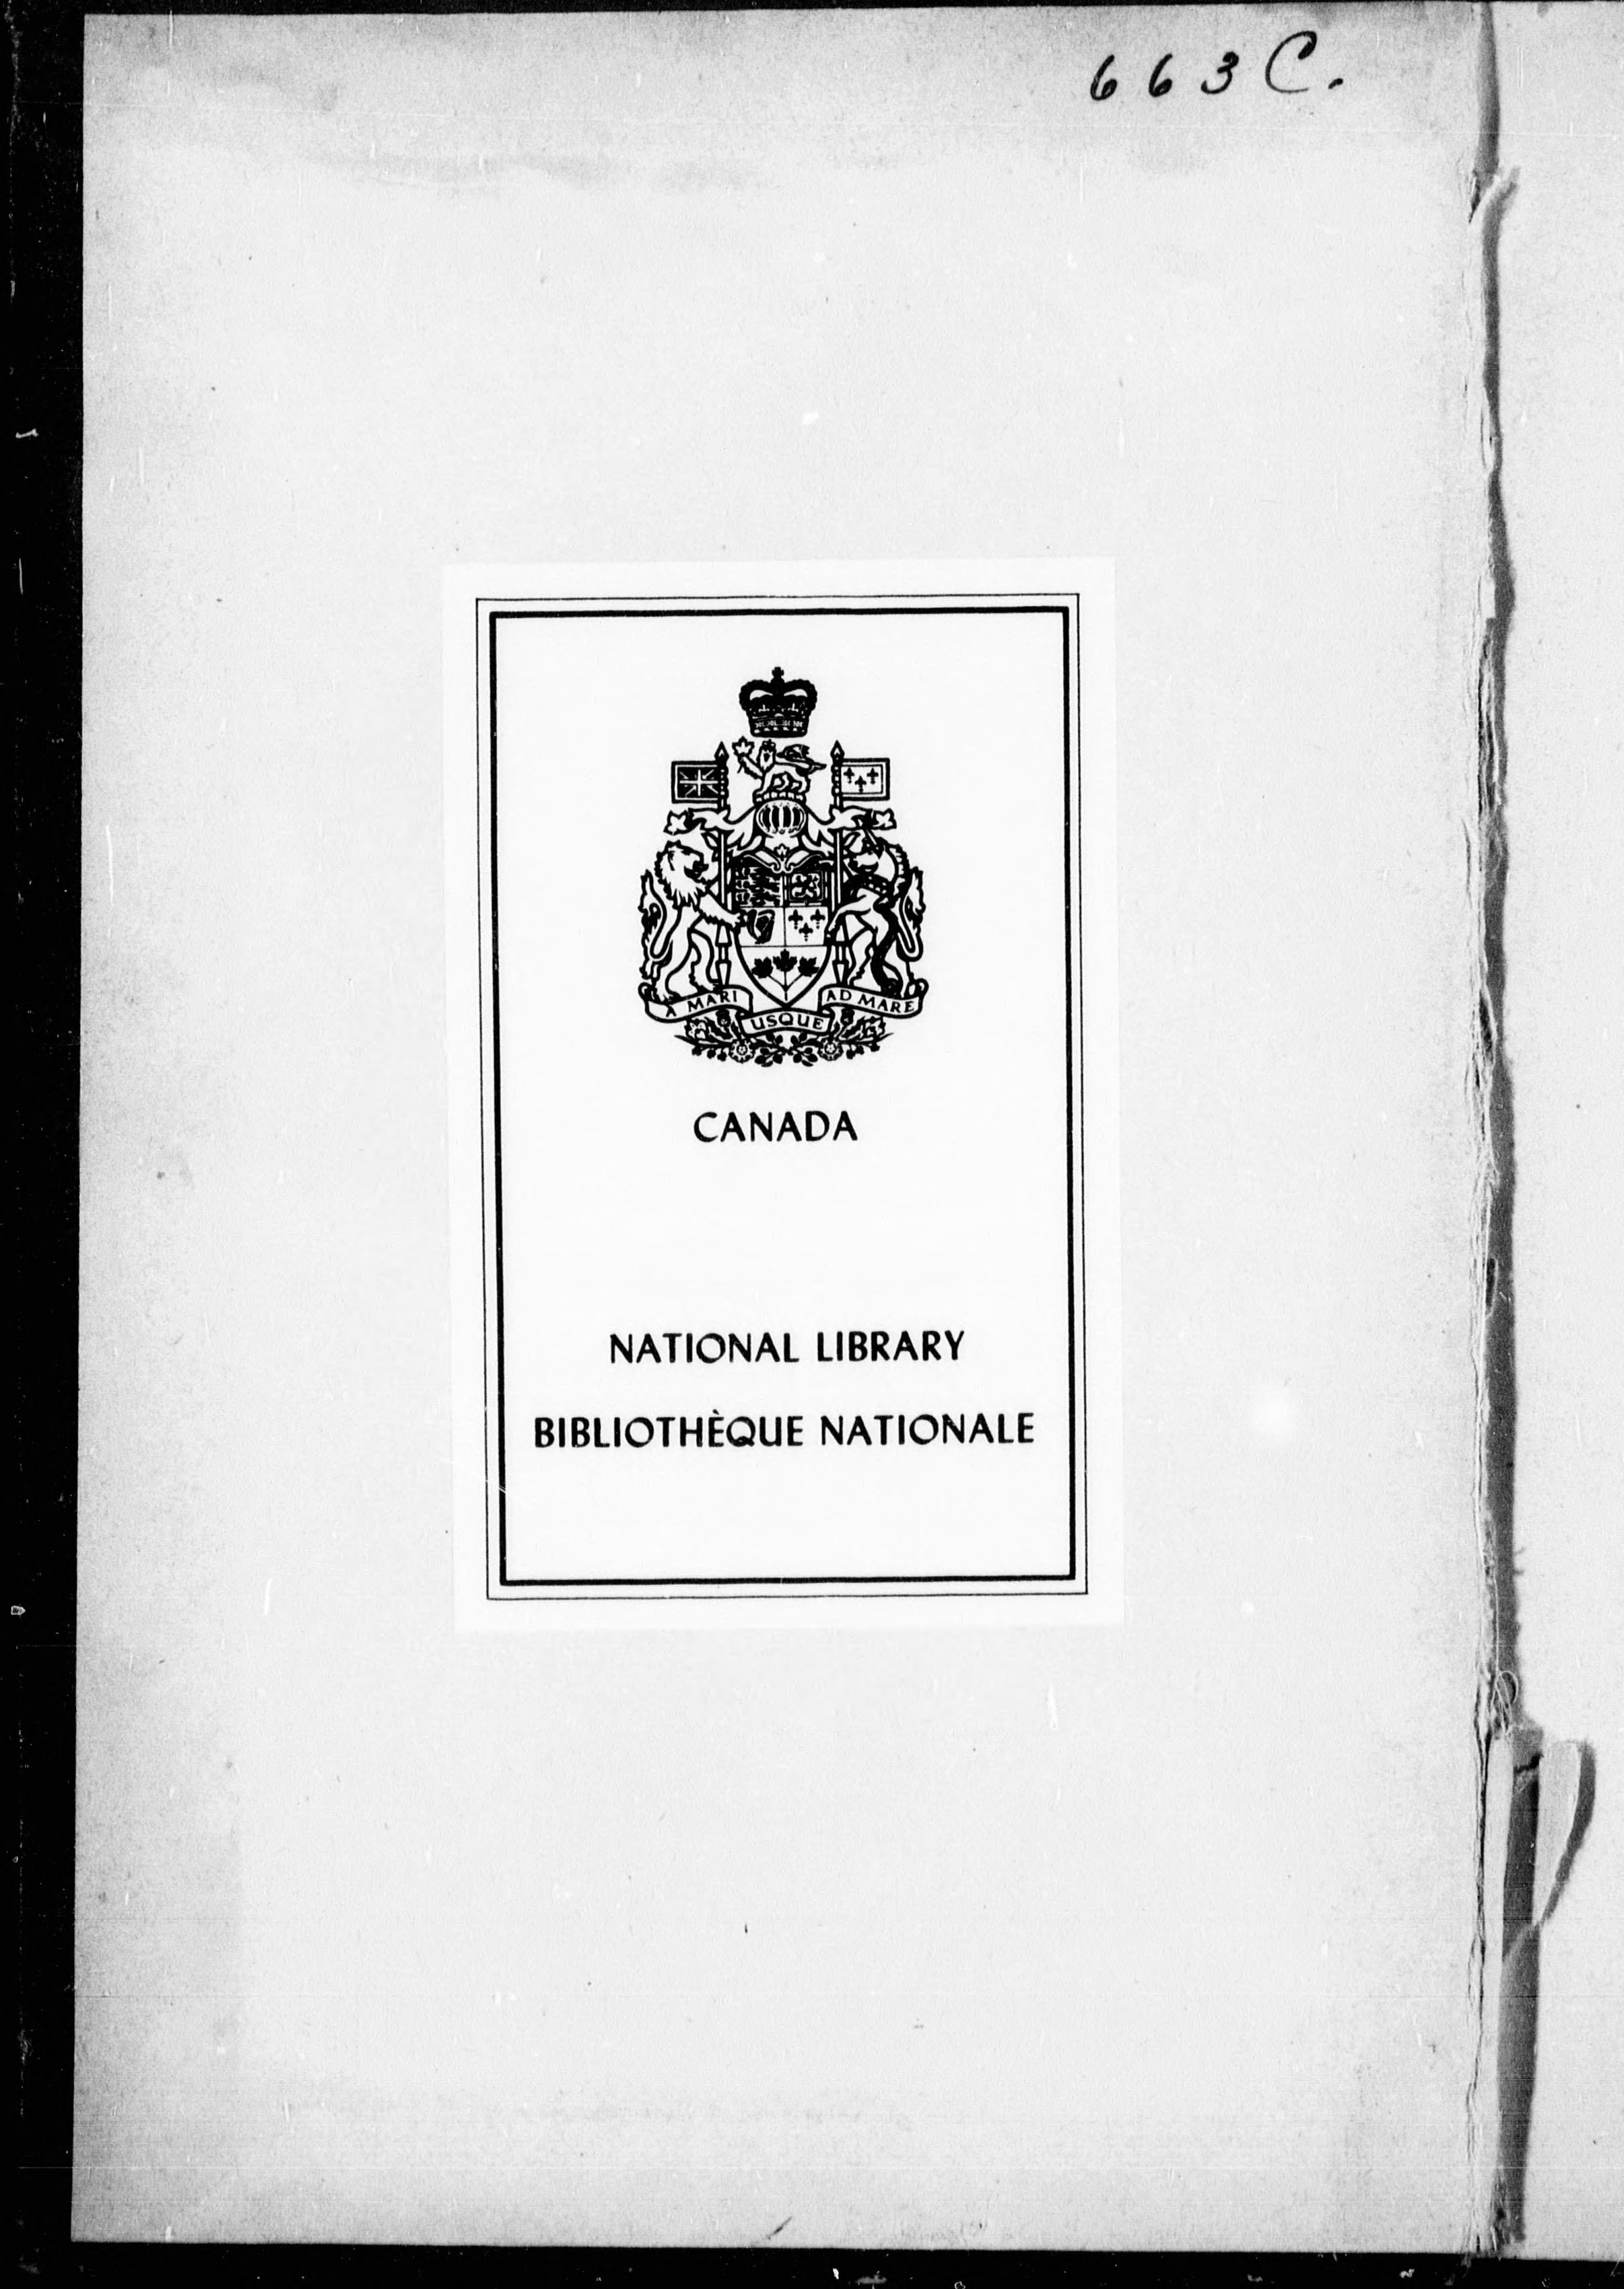 663C.
A MARI USQUE AD MARE
CANADA
NATIONAL LIBRARY
BIBLIOTHÈQUE NATIONALE